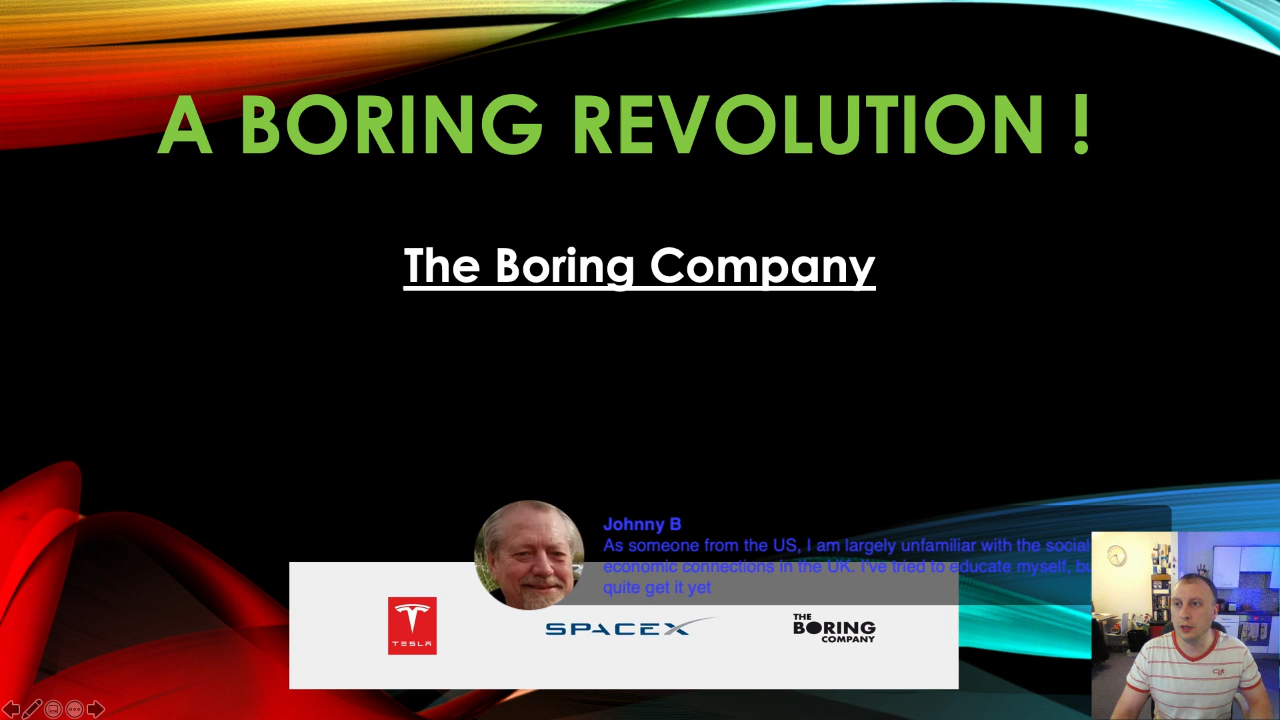 A BORING REVOLUTION !
The Boring Company
Johnny B
As someone from the US, I am largely unfamiliar with the social
economic connections in the UK. I've tried to educate myself, bu
quite get it yet
TESLA
SPACEX
THE
BORING
COMPANY